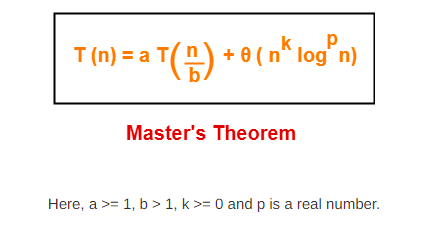 T (n) = a T(n/b) + θ ( n^k log^p n)
Master's Theorem
Here, a >= 1, b > 1, k >= 0 and p is a real number.